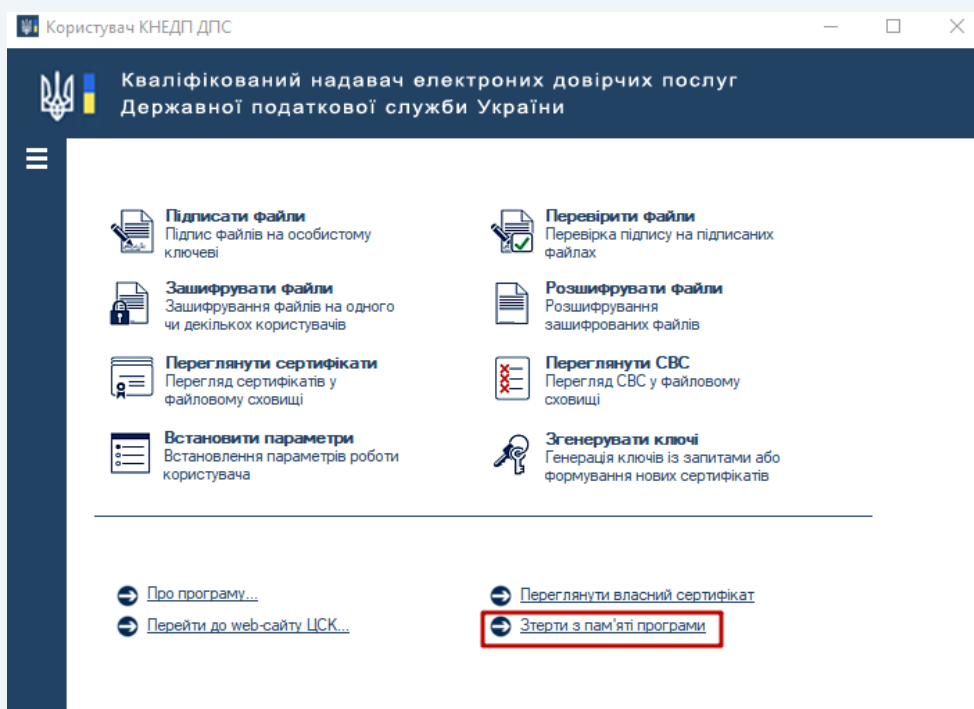 Користувач КНЕДП ДПС
Кваліфікований надавач електроних довірчих послуг
Державної податкової служби України
Підписати файли
Підпис файлів на особистому
ключеві
Перевірити файли
Перевірка підпису на підписаних
файлах
Зашифрувати файли
Зашифрування файлів на одного
чи декількох користувачів
Розшифрувати файли
Розшифрування
зашифрованих файлів
Переглянути сертифікати
Перегляд сертифікатів у
файловому сховищі
Переглянути СВС
Перегляд СВС у файловому
сховищі
Встановити параметри
Встановлення параметрів роботи
користувача
Згенерувати ключі
Генерація ключів із запитами або
формування нових сертифікатів
Про програму...
Переглянути власний сертифікат
Перейти до web-сайту ЦСК...
Зтерти з пам'яті програми